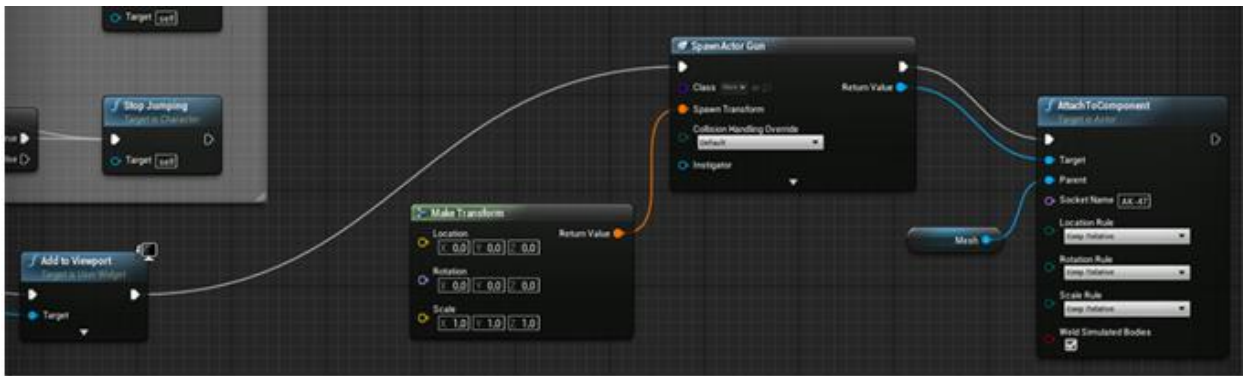 Target self
Stop Jumping
Target is Character
Target self
Add to Viewport
Target is User Widget
Target
Make Transform
Location
Return Value
X 0,0 Y 0,0 Z 0,0
Rotation
X 0,0 Y 0,0 Z 0,0
Scale
X 1,0 Y 1,0 Z 1,0
SpawnActor Gun
Class
Return Value
Spawn Transform
Collision Handling Override
Default
Instigator
Mesh
AttachToComponent
Target is Actor
Target
Parent
Socket Name AK-47
Location Rule
Keep Relative
Rotation Rule
Keep Relative
Scale Rule
Keep Relative
Weld Simulated Bodies